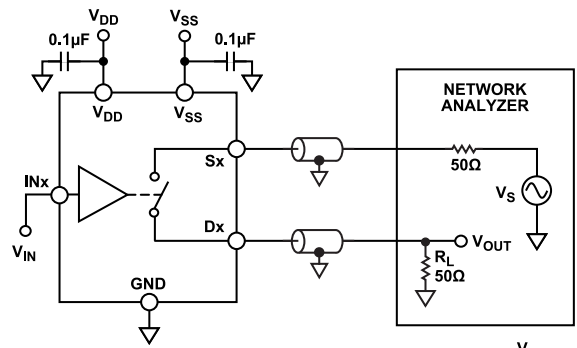 VDD
VSS
0.1µF
0.1µF
VDD
VSS
NETWORK
ANALYZER
Sx
50Ω
INx
VS
Dx
VOUT
VIN
RL
50Ω
GND
V